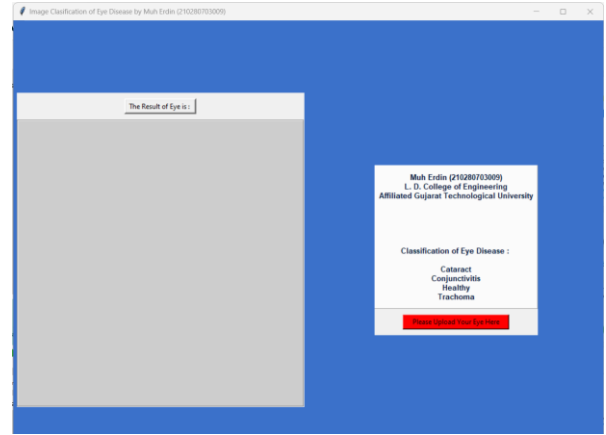 Image Clasification of Eye Disease by Muh Erdin (210280703009)
The Result of Eye is :
Muh Erdin (210280703009)
L. D. College of Engineering
Affiliated Gujarat Technological University
Classification of Eye Disease :
Cataract
Conjunctivitis
Healthy
Trachoma
Please Upload Your Eye Here